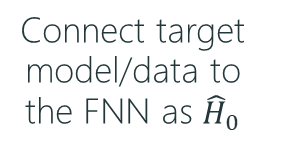 Connect target
model/data to
the FNN as Ĥ₀